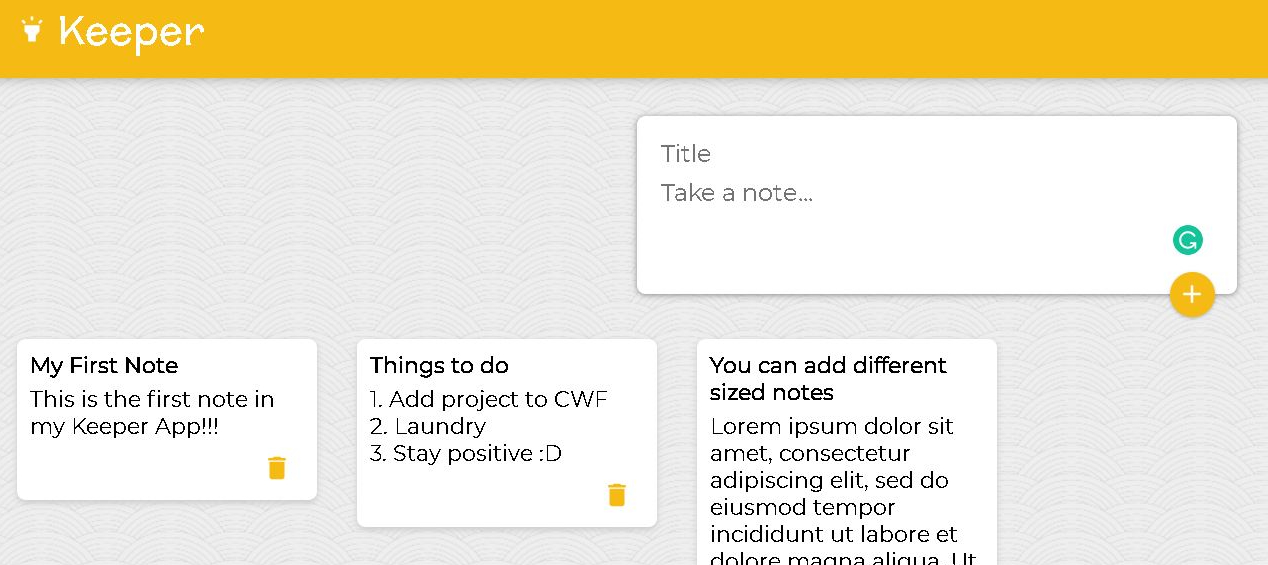 Keeper
Title
Take a note...
My First Note
This is the first note in
my Keeper App!!!
Things to do
1. Add project to CWF
2. Laundry
3. Stay positive :D
You can add different
sized notes
Lorem ipsum dolor sit
amet, consectetur
adipiscing elit, sed do
eiusmod tempor
incididunt ut labore et
dolore magna aliqua. Ut